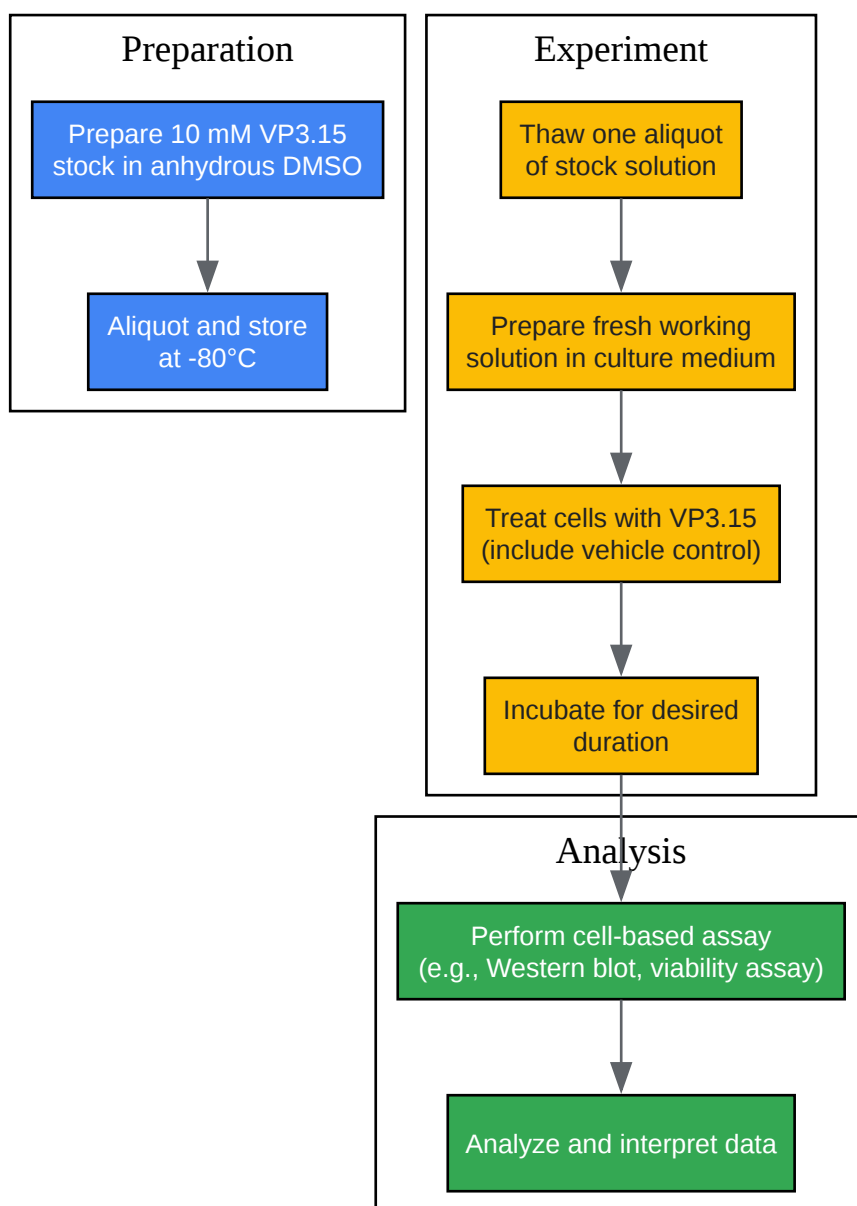 Preparation
Prepare 10 mM VP3.15
stock in anhydrous DMSO
Aliquot and store
at -80°C
Experiment
Thaw one aliquot
of stock solution
Prepare fresh working
solution in culture medium
Treat cells with VP3.15
(include vehicle control)
Incubate for desired
duration
Analysis
Perform cell-based assay
(e.g., Western blot, viability assay)
Analyze and interpret data